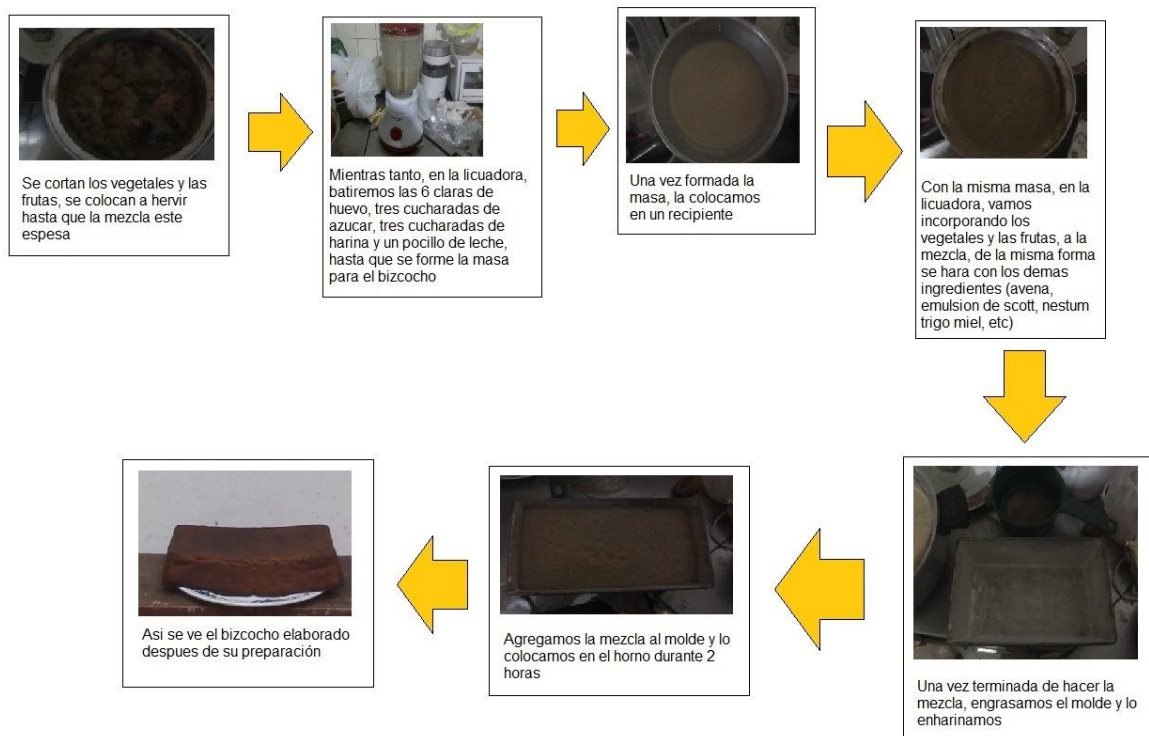 Se cortan los vegetales y las
frutas, se colocan a hervir
hasta que la mezcla este
espesa
Mientras tanto, en la licuadora,
batiremos las 6 claras de
huevo, tres cucharadas de
azucar, tres cucharadas de
harina y un pocillo de leche,
hasta que se forme la masa
para el bizcocho
Una vez formada la
masa, la colocamos
en un recipiente
Con la misma masa, en la
licuadora, vamos
incorporando los
vegetales y las frutas, a la
mezcla, de la misma forma
se hara con los demas
ingredientes (avena,
emulsion de scott, nestum
trigo miel, etc)
Una vez terminada de hacer la
mezcla, engrasamos el molde y lo
enharinamos
Agregamos la mezcla al molde y lo
colocamos en el horno durante 2
horas
Asi se ve el bizcocho elaborado
despues de su preparación